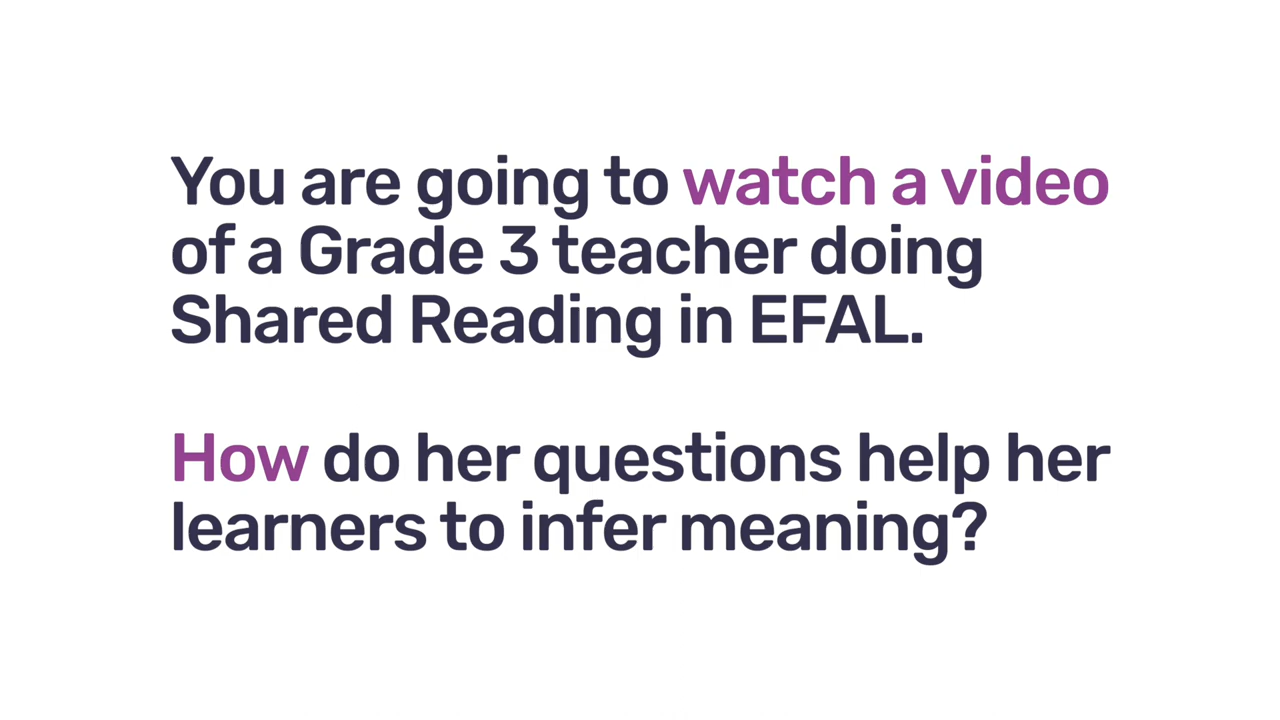 You are going to watch a video
of a Grade 3 teacher doing
Shared Reading in EFAL.
How do her questions help her
learners to infer meaning?